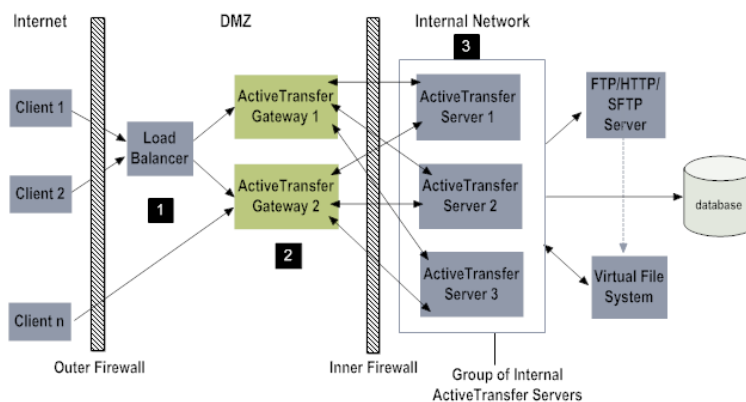 Internet
DMZ
Internal Network
3
Client 1
Client 2
Client n
Load
Balancer
1
ActiveTransfer
Gateway 1
ActiveTransfer
Gateway 2
2
ActiveTransfer
Server 1
ActiveTransfer
Server 2
ActiveTransfer
Server 3
FTP/HTTP/
SFTP
Server
database
Virtual File
System
Outer Firewall
Inner Firewall
Group of Internal
ActiveTransfer Servers